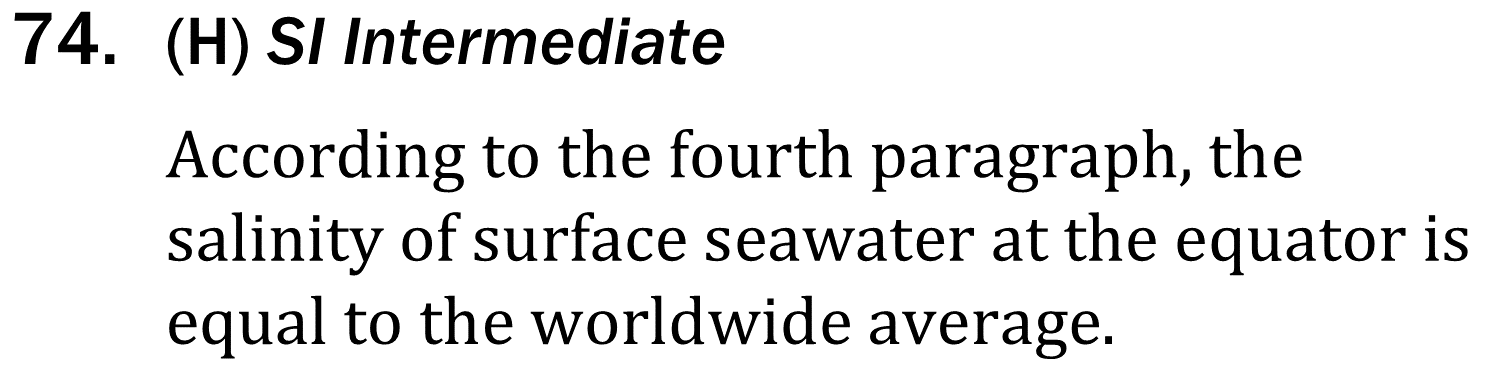 74. (H) SI Intermediate
According to the fourth paragraph, the
salinity of surface seawater at the equator is
equal to the worldwide average.